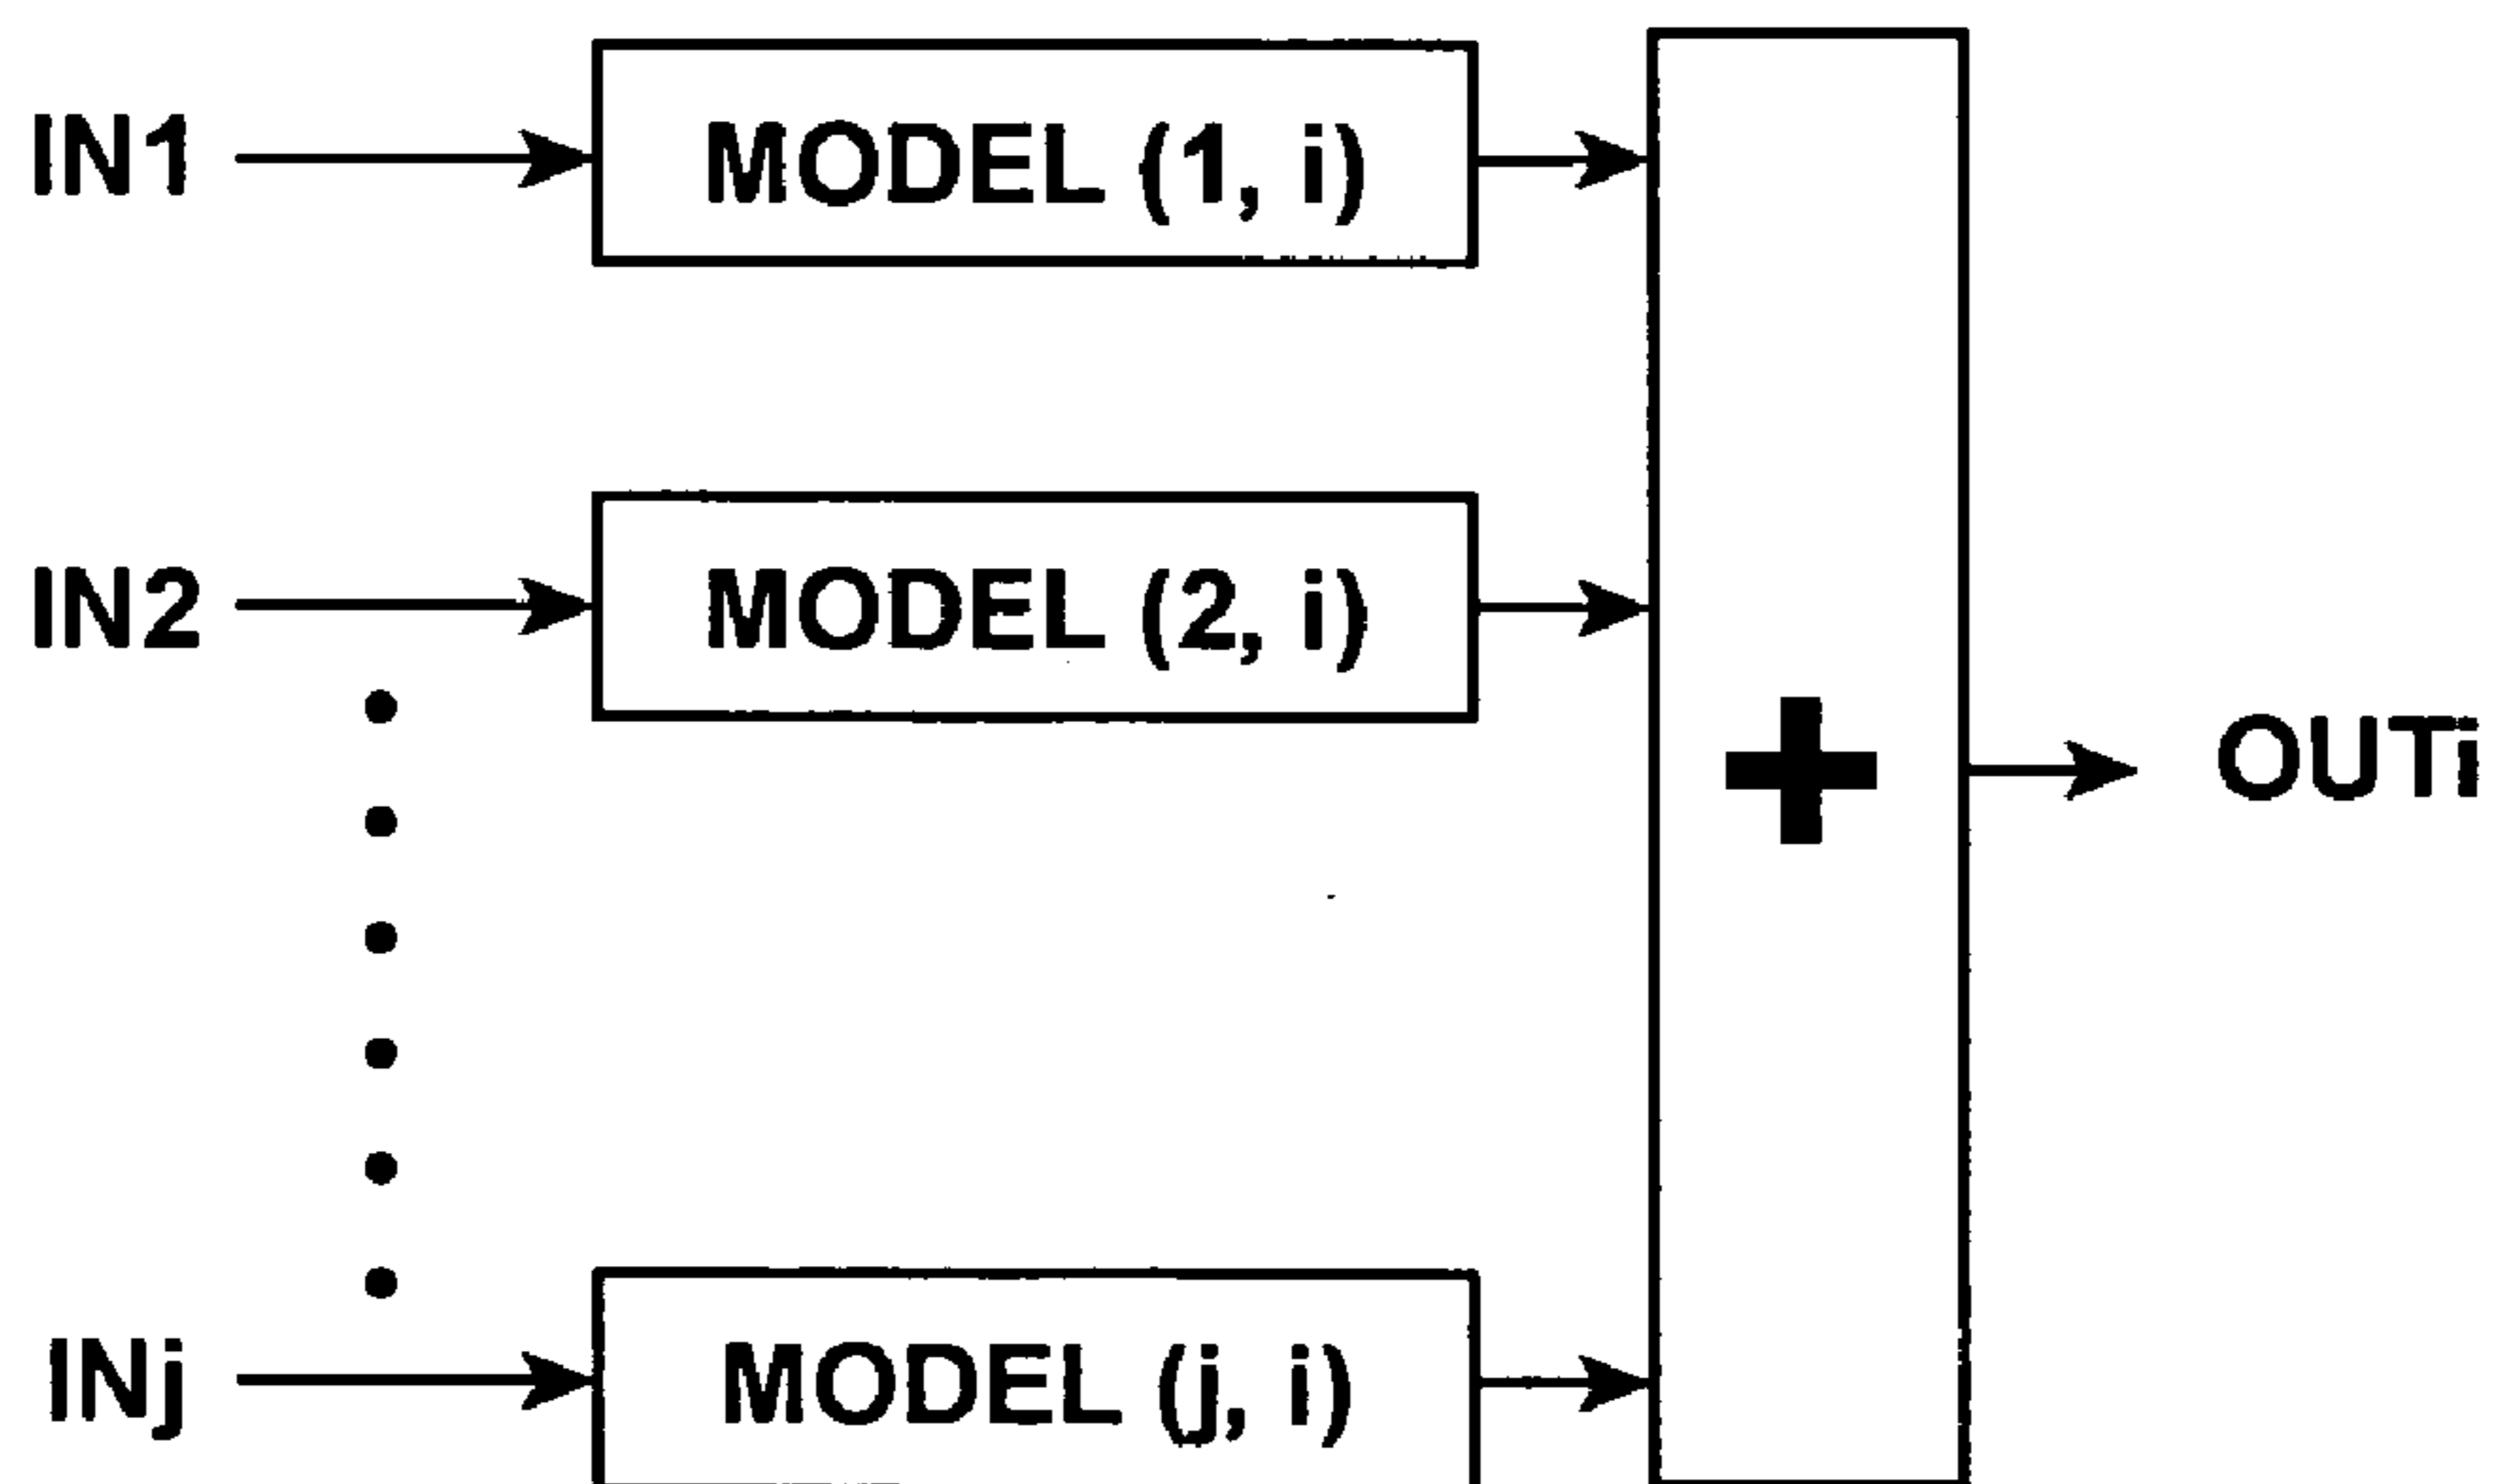 IN1
MODEL (1, i)
IN2
MODEL (2, i)
+
OUTi
INj
MODEL (j, i)